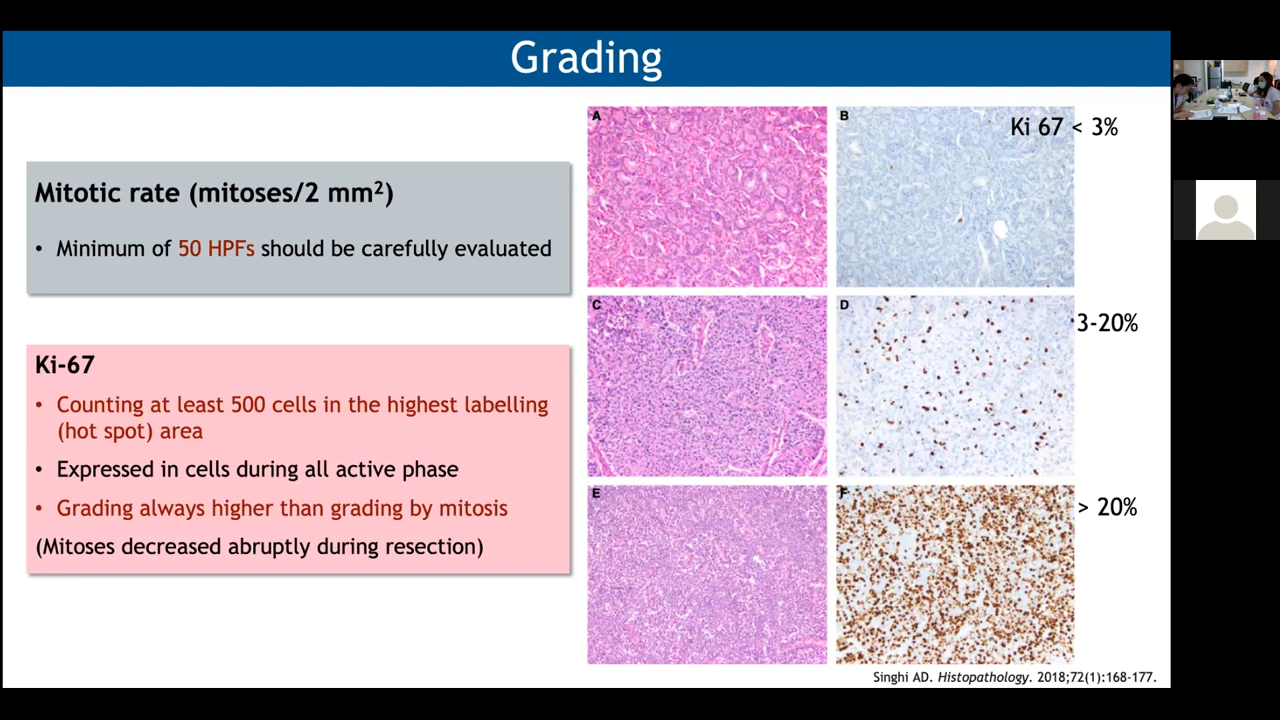 Grading
Mitotic rate (mitoses/2 mm²)
• Minimum of 50 HPFs should be carefully evaluated
Ki-67
• Counting at least 500 cells in the highest labelling
(hot spot) area
• Expressed in cells during all active phase
• Grading always higher than grading by mitosis
(Mitoses decreased abruptly during resection)
A
B
Ki 67 < 3%
C
D
3-20%
E
F
> 20%
Singhi AD. Histopathology. 2018;72(1):168-177.